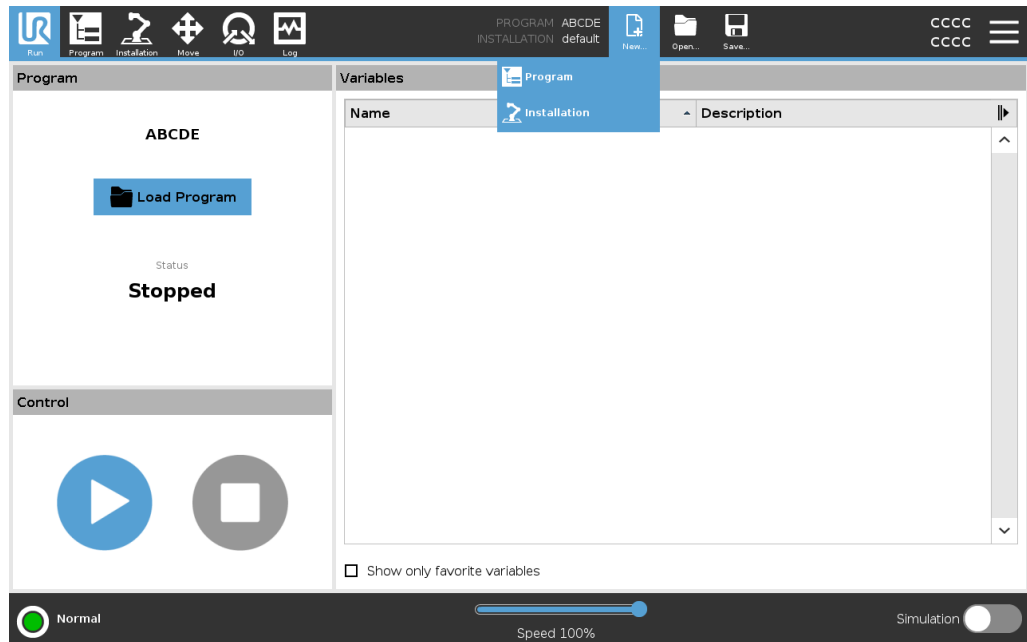 UR
Run
Program
Installation
Move
I/O
Log
PROGRAM ABCDE
INSTALLATION default
New...
Open...
Save...
CCCC
CCCC
Program
Installation
Program
ABCDE
Load Program
Status
Stopped
Control
Variables
Name
Description
Show only favorite variables
Normal
Speed 100%
Simulation